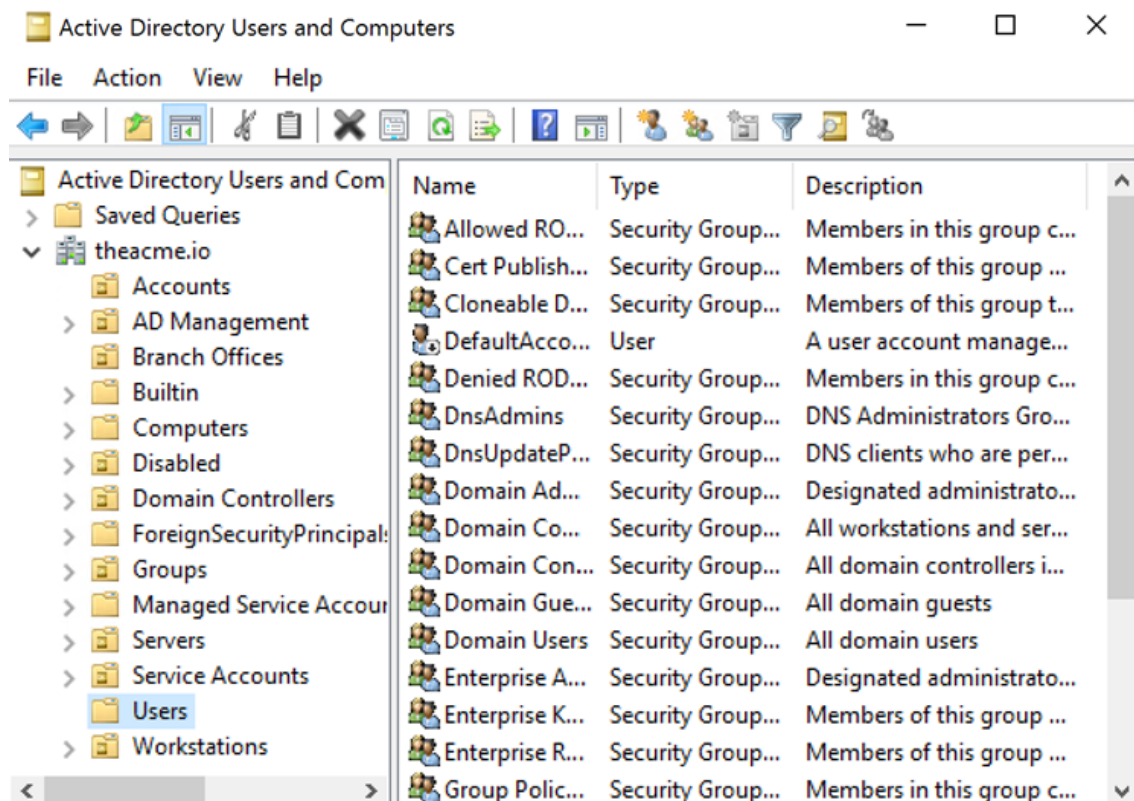 Active Directory Users and Computers
File Action View Help
Active Directory Users and Com
Saved Queries
theacme.io
Accounts
AD Management
Branch Offices
Builtin
Computers
Disabled
Domain Controllers
ForeignSecurityPrincipals
Groups
Managed Service Accour
Servers
Service Accounts
Users
Workstations
Name Type Description
Allowed RO... Security Group... Members in this group c...
Cert Publish... Security Group... Members of this group ...
Cloneable D... Security Group... Members of this group t...
DefaultAcco... User A user account manage...
Denied ROD... Security Group... Members in this group c...
DnsAdmins Security Group... DNS Administrators Gro...
DnsUpdateP... Security Group... DNS clients who are per...
Domain Ad... Security Group... Designated administrato...
Domain Co... Security Group... All workstations and ser...
Domain Con... Security Group... All domain controllers i...
Domain Gue... Security Group... All domain guests
Domain Users Security Group... All domain users
Enterprise A... Security Group... Designated administrato...
Enterprise K... Security Group... Members of this group ...
Enterprise R... Security Group... Members of this group ...
Group Polic... Security Group... Members in this group c...